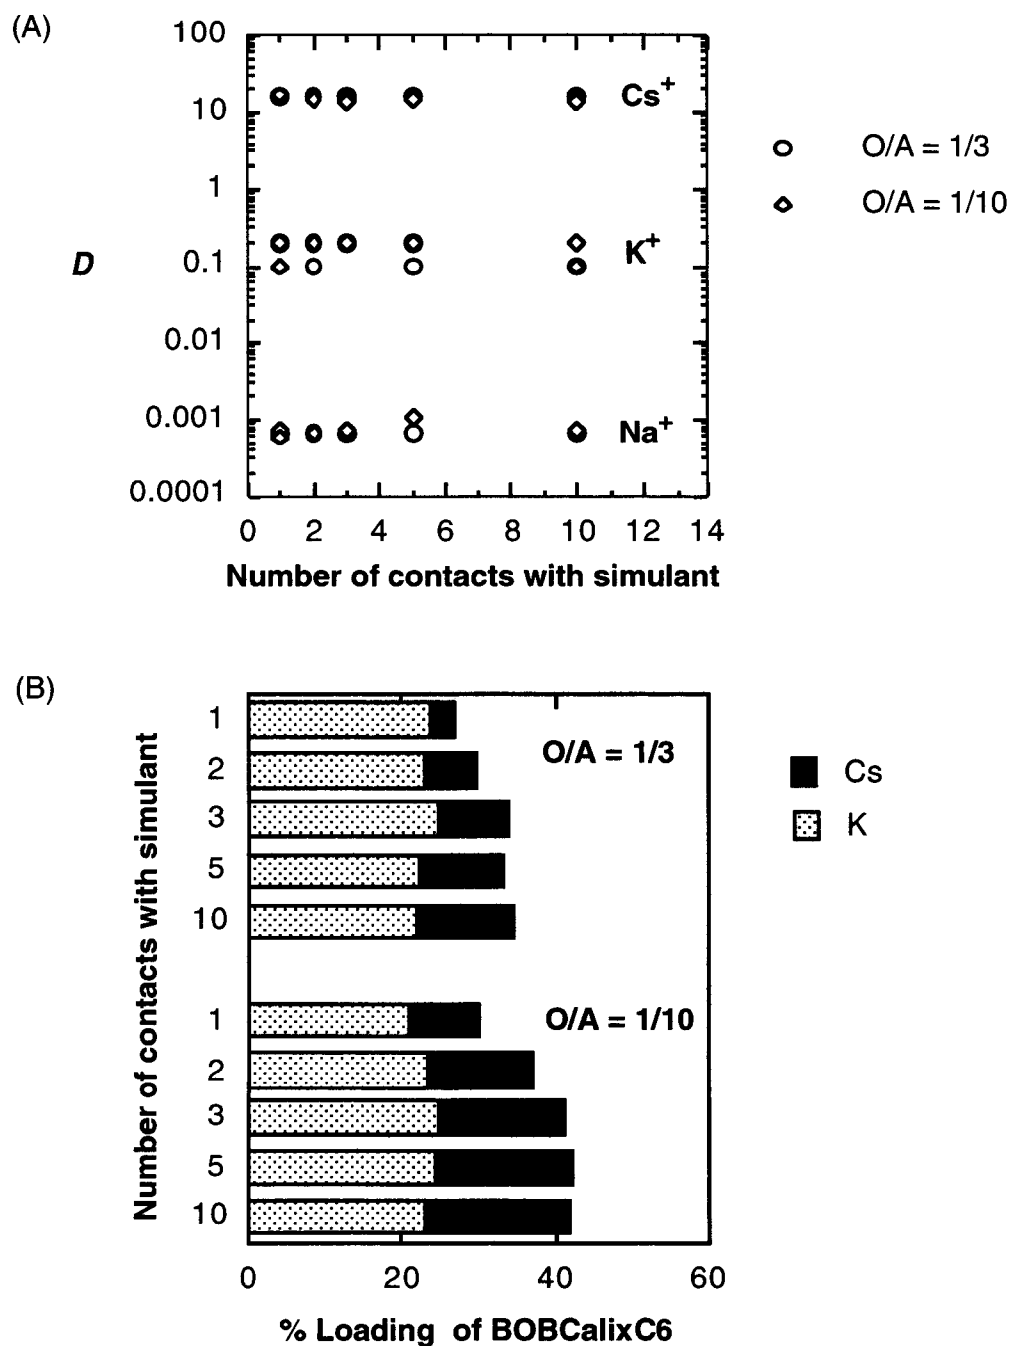 (A)
100
10
1
0.1
0.01
0.001
0.0001
D
Cs+
K+
Na+
O/A = 1/3
O/A = 1/10
0 2 4 6 8 10 12 14
Number of contacts with simulant
(B)
Number of contacts with simulant
1
2
3
5
10
O/A = 1/3
1
2
3
5
10
O/A = 1/10
Cs
K
0 20 40 60
% Loading of BOBCalixC6